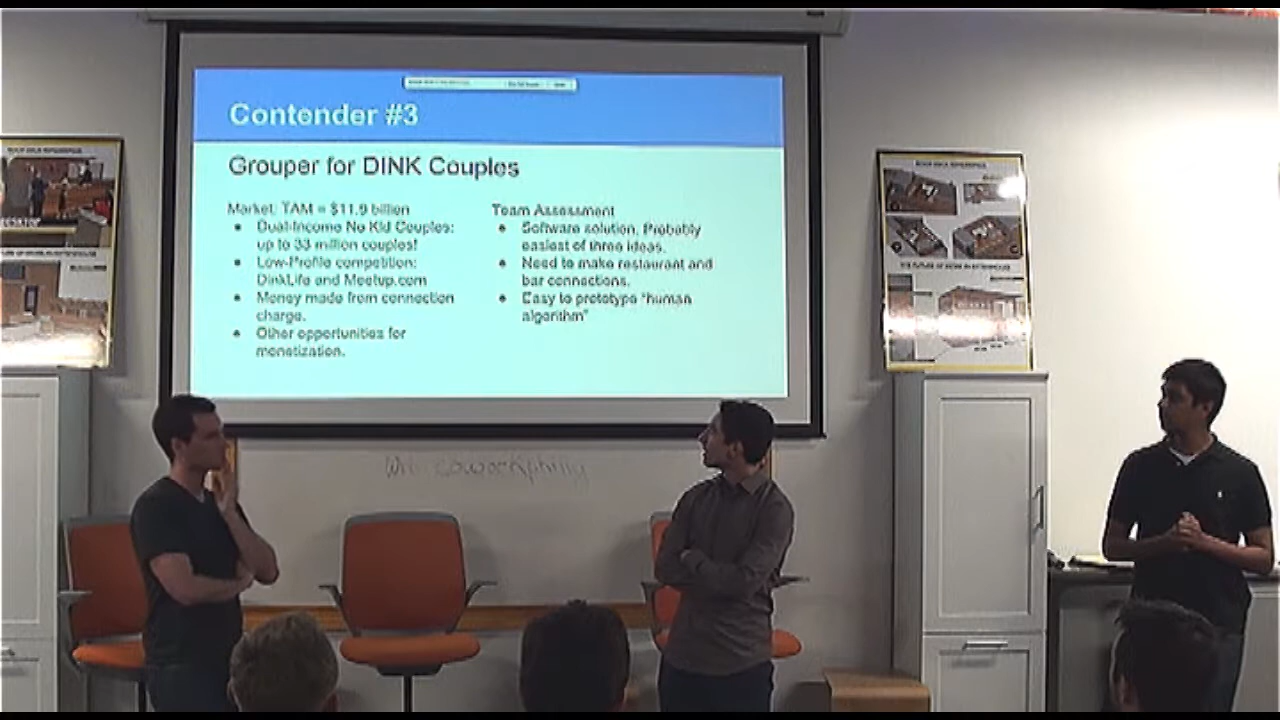 Contender #3
Grouper for DINK Couples
Market: TAM = $11.9 billion
Dual-Income No Kid Couples:
up to 33 million couples!
Low-Profile competition:
DinkLife and Meetup.com
Money made from connection
charge.
Other opportunities for
monetization.
Team Assessment
Software solution. Probably
easiest of three ideas.
Need to make restaurant and
bar connections.
Easy to prototype "human
algorithm"
coworkphilly